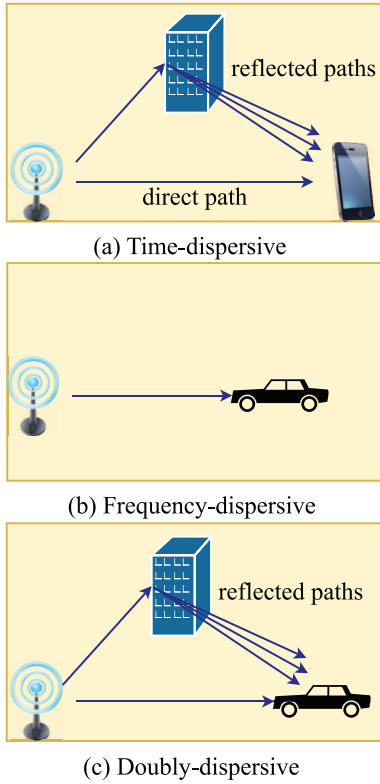 reflected paths
direct path
(a) Time-dispersive
(b) Frequency-dispersive
reflected paths
(c) Doubly-dispersive